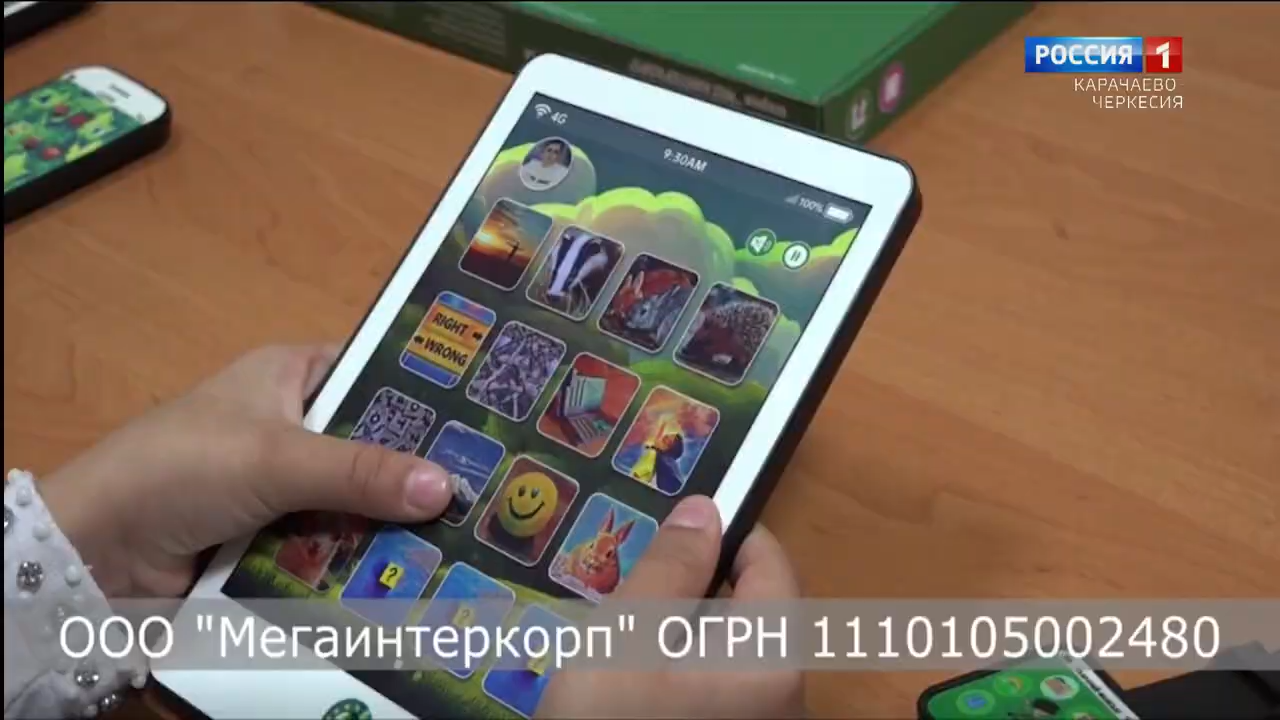 РОССИЯ 1
КАРАЧАЕВО
ЧЕРКЕСИЯ
4G
9:30AM
100%
RIGHT
WRONG
?
?
ООО "Мегаинтеркорп" ОГРН 1110105002480